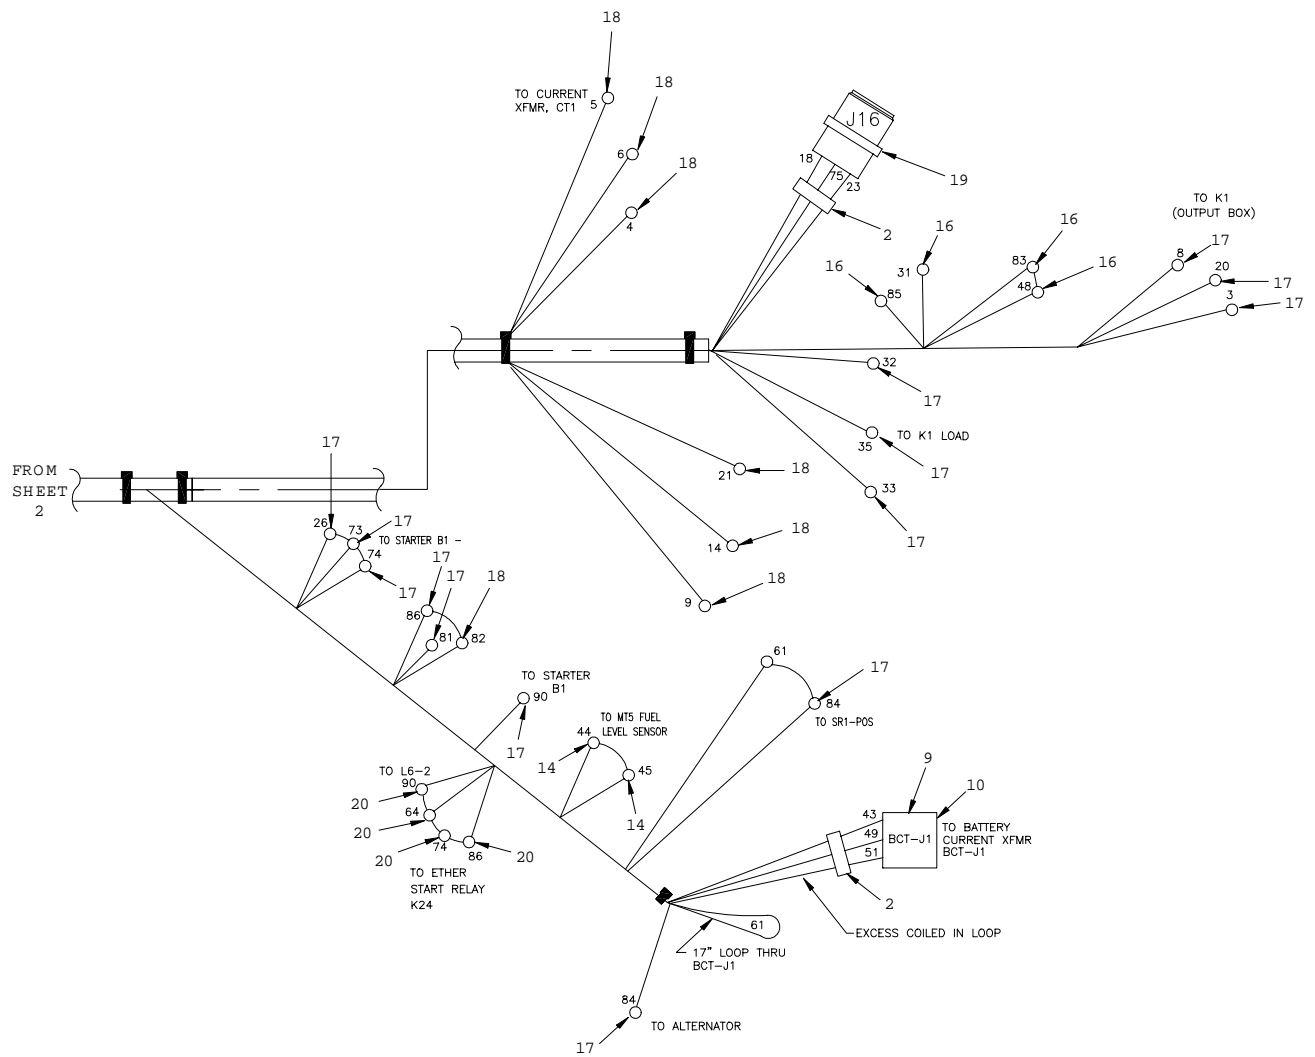 18
TO CURRENT
XFMR, CT1
5
18
6
18
4
J16
18
75
23
19
2
TO K1
(OUTPUT BOX)
16
16
17
8
20
17
3
17
16
31
83
48
16
85
32
17
TO K1 LOAD
35
17
33
17
21
18
14
18
9
18
FROM
SHEET
2
17
26
73
17
TO STARTER B1 -
74
17
17
17
18
86
81
82
TO STARTER
B1
90
17
TO MT5 FUEL
LEVEL SENSOR
44
14
45
14
61
17
84
TO SR1-POS
TO L6-2
90
20
64
20
74
20
86
20
TO ETHER
START RELAY
K24
9
10
43
49
51
BCT-J1
TO BATTERY
CURRENT XFMR
BCT-J1
2
EXCESS COILED IN LOOP
61
17" LOOP THRU
BCT-J1
84
17
TO ALTERNATOR